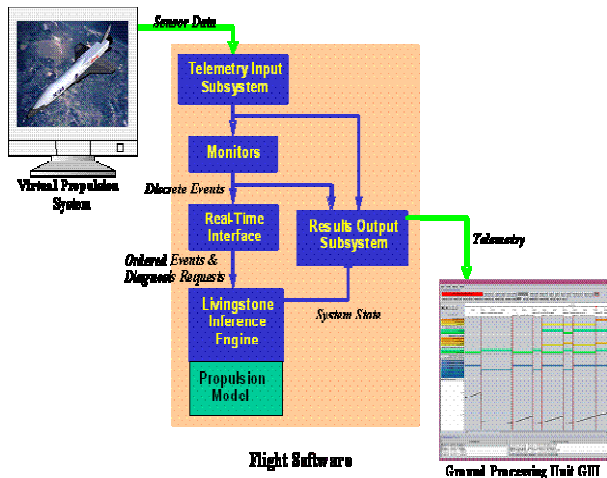 Sensor Data
Telemetry Input
Subsystem
Monitors
Virtual Propulsion
System
Discrete Events
Real-Time
Interface
Results Output
Subsystem
Telemetry
Ordered Events &
Diagnosis Requests
Livingstone
Inference
Engine
System State
Propulsion
Model
Flight Software
Ground Processing Unit GUI